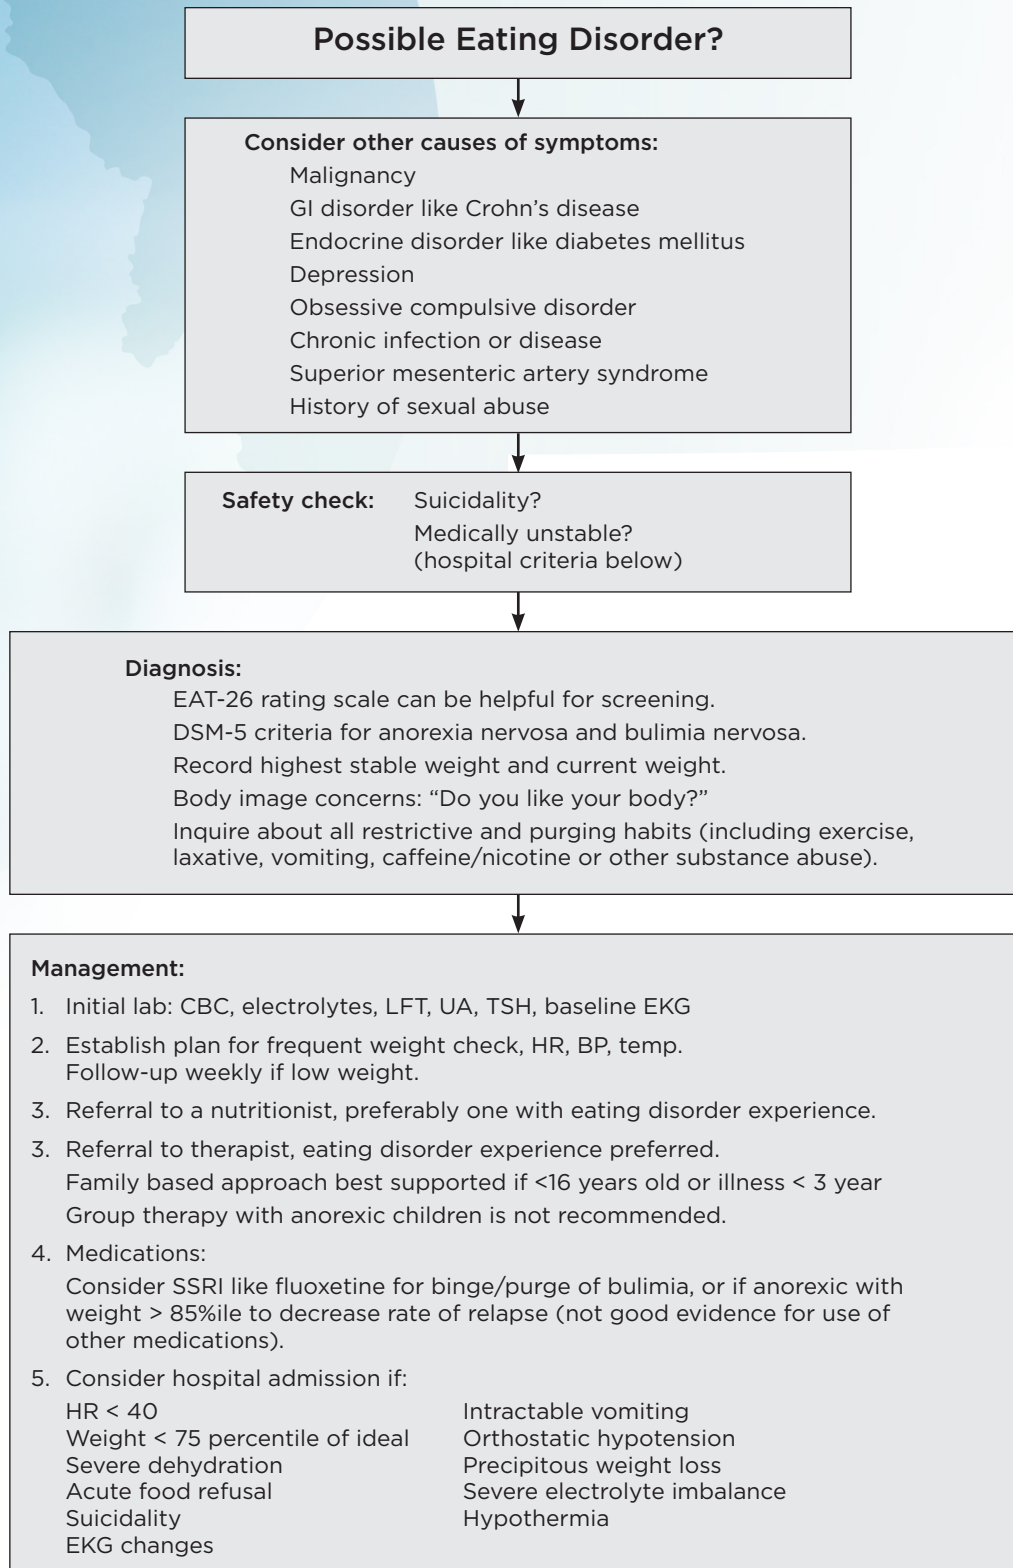 Possible Eating Disorder?
Consider other causes of symptoms:
Malignancy
GI disorder like Crohn’s disease
Endocrine disorder like diabetes mellitus
Depression
Obsessive compulsive disorder
Chronic infection or disease
Superior mesenteric artery syndrome
History of sexual abuse
Safety check: Suicidality?
Medically unstable?
(hospital criteria below)
Diagnosis:
EAT-26 rating scale can be helpful for screening.
DSM-5 criteria for anorexia nervosa and bulimia nervosa.
Record highest stable weight and current weight.
Body image concerns: “Do you like your body?”
Inquire about all restrictive and purging habits (including exercise,
laxative, vomiting, caffeine/nicotine or other substance abuse).
Management:
1. Initial lab: CBC, electrolytes, LFT, UA, TSH, baseline EKG
2. Establish plan for frequent weight check, HR, BP, temp.
Follow-up weekly if low weight.
3. Referral to a nutritionist, preferably one with eating disorder experience.
3. Referral to therapist, eating disorder experience preferred.
Family based approach best supported if <16 years old or illness < 3 year
Group therapy with anorexic children is not recommended.
4. Medications:
Consider SSRI like fluoxetine for binge/purge of bulimia, or if anorexic with
weight > 85%ile to decrease rate of relapse (not good evidence for use of
other medications).
5. Consider hospital admission if:
HR < 40
Weight < 75 percentile of ideal
Severe dehydration
Acute food refusal
Suicidality
EKG changes
Intractable vomiting
Orthostatic hypotension
Precipitous weight loss
Severe electrolyte imbalance
Hypothermia